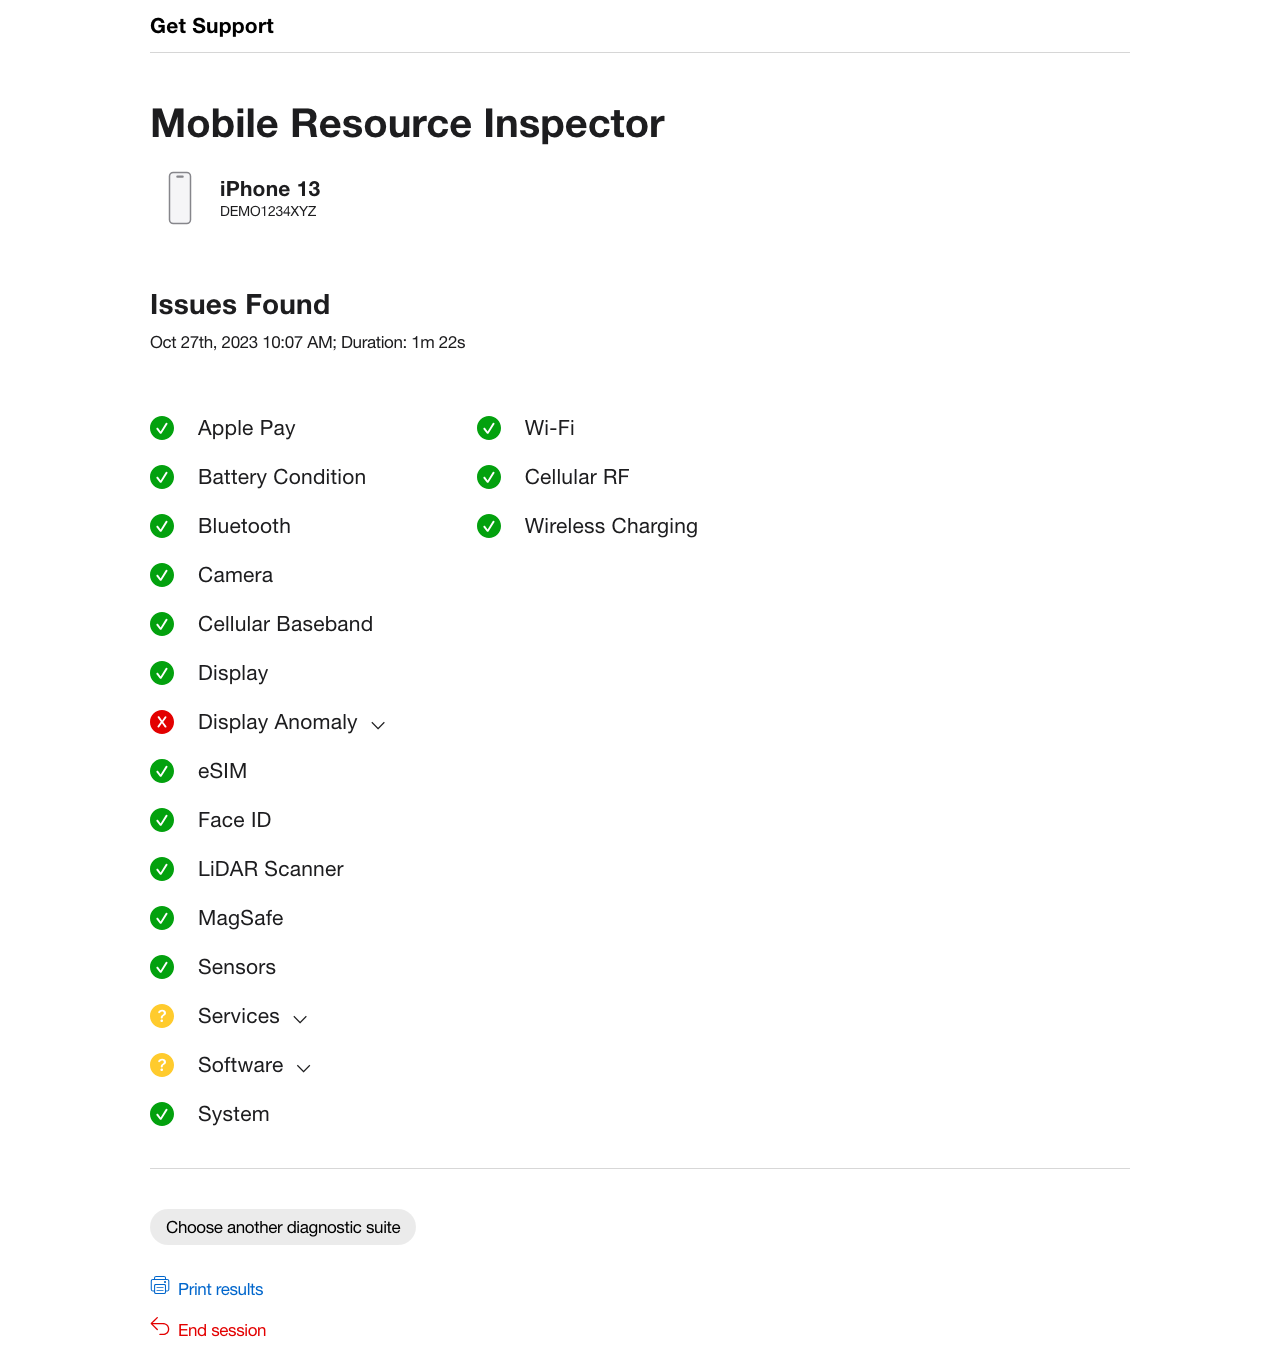 Get Support
Mobile Resource Inspector
iPhone 13
DEMO1234XYZ
Issues Found
Oct 27th, 2023 10:07 AM; Duration: 1m 22s
Apple Pay
Battery Condition
Bluetooth
Camera
Cellular Baseband
Display
Display Anomaly
eSIM
Face ID
LiDAR Scanner
MagSafe
Sensors
Services
Software
System
Wi-Fi
Cellular RF
Wireless Charging
Choose another diagnostic suite
Print results
End session